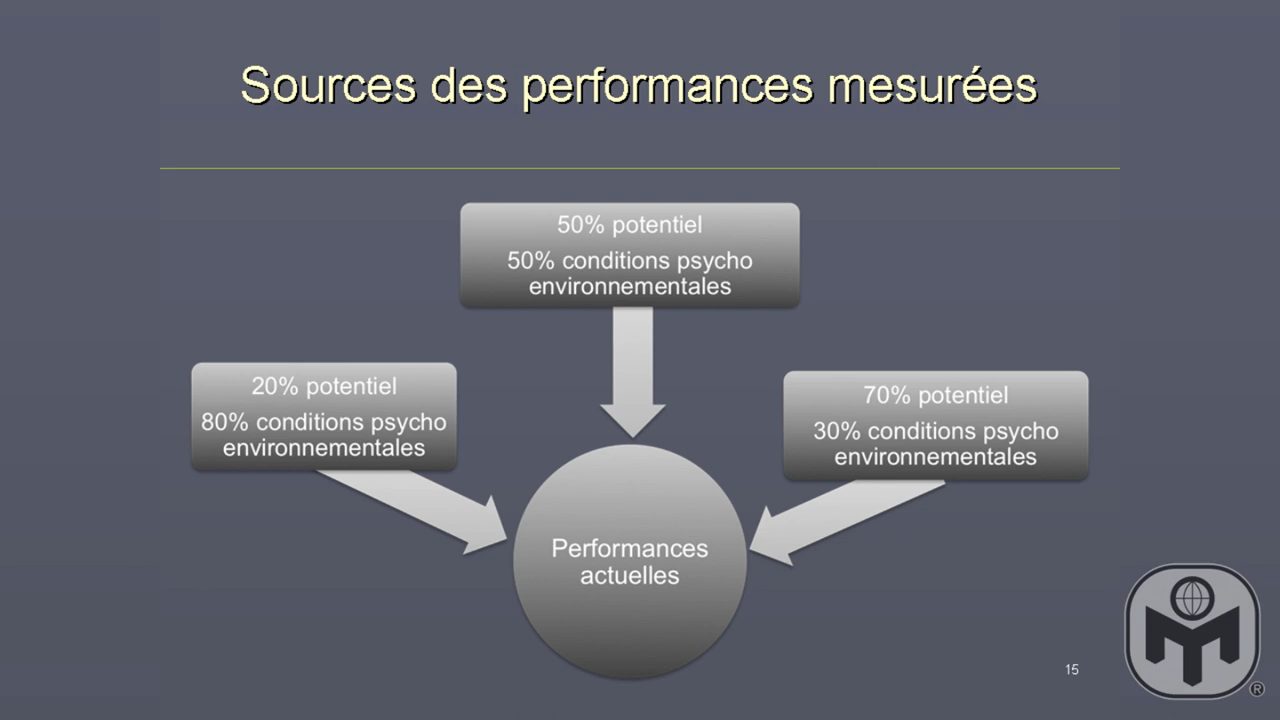 Sources des performances mesurées
50% potentiel
50% conditions psycho
environnementales
20% potentiel
80% conditions psycho
environnementales
70% potentiel
30% conditions psycho
environnementales
Performances
actuelles
15
®